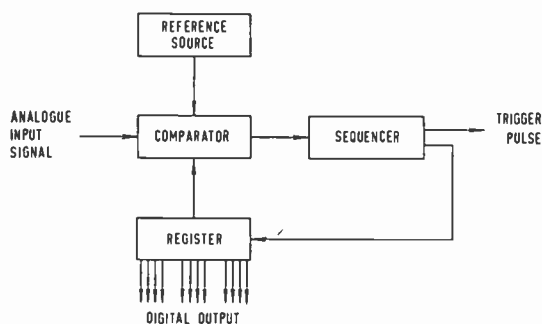 REFERENCE
SOURCE
ANALOGUE
INPUT
SIGNAL
COMPARATOR
SEQUENCER
TRIGGER
PULSE
REGISTER
DIGITAL OUTPUT